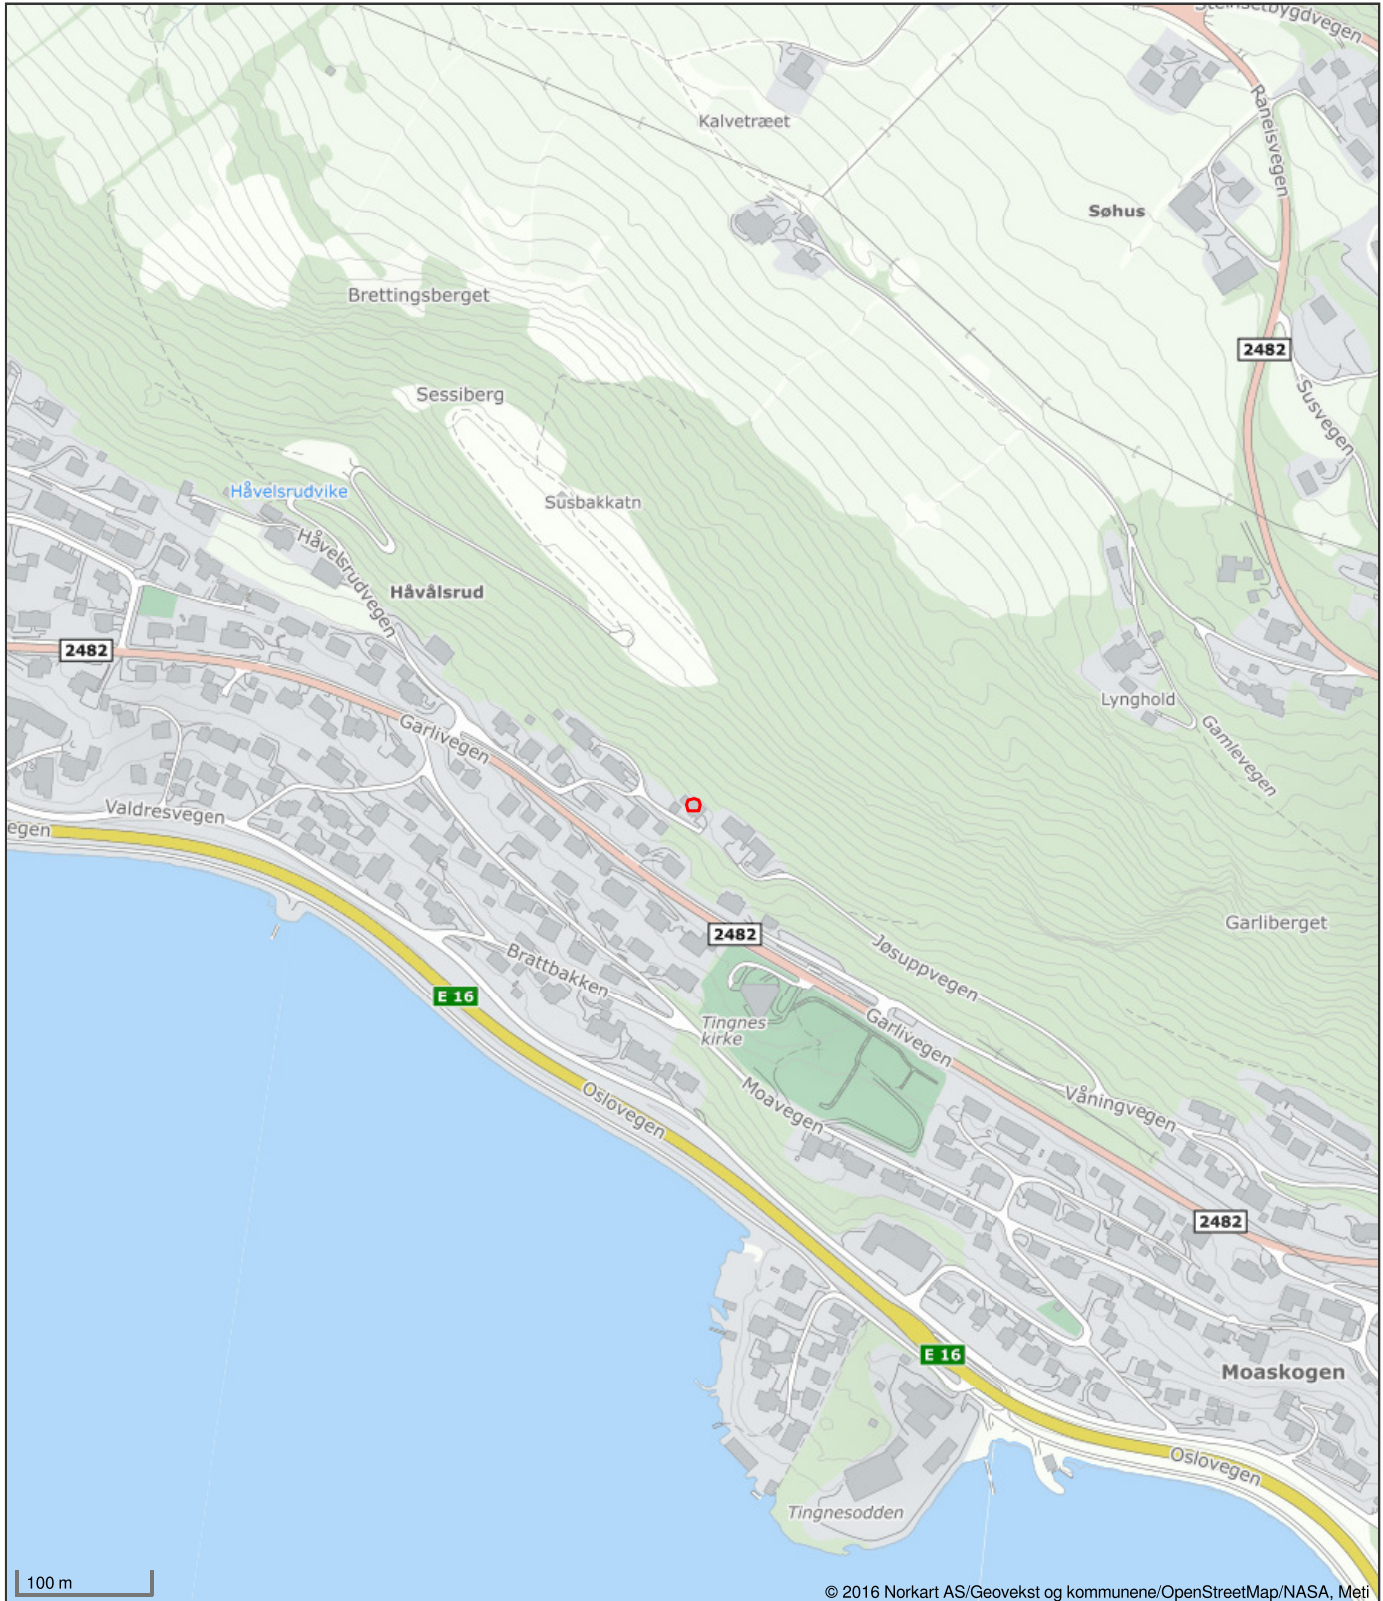 Steinsetbygdvegen
Kalvetræet
Raneisvegen
Søhus
Brettingsberget
2482
Sessiberg
Susvegen
Håvelsrudvike
Susbakkatn
Håvelsrudvegen
Håvålsrud
2482
Lynghold
Garlivegen
Gamlevegen
Valdresvegen
egen
Garliberget
2482
Jøsuppvegen
Brattbakken
E 16
Tingnes
kirke
Garlivegen
Oslovegen
Moavegen
Våningvegen
2482
E 16
Moaskogen
Oslovegen
Tingnesodden
100 m
© 2016 Norkart AS/Geovekst og kommunene/OpenStreetMap/NASA, Meti